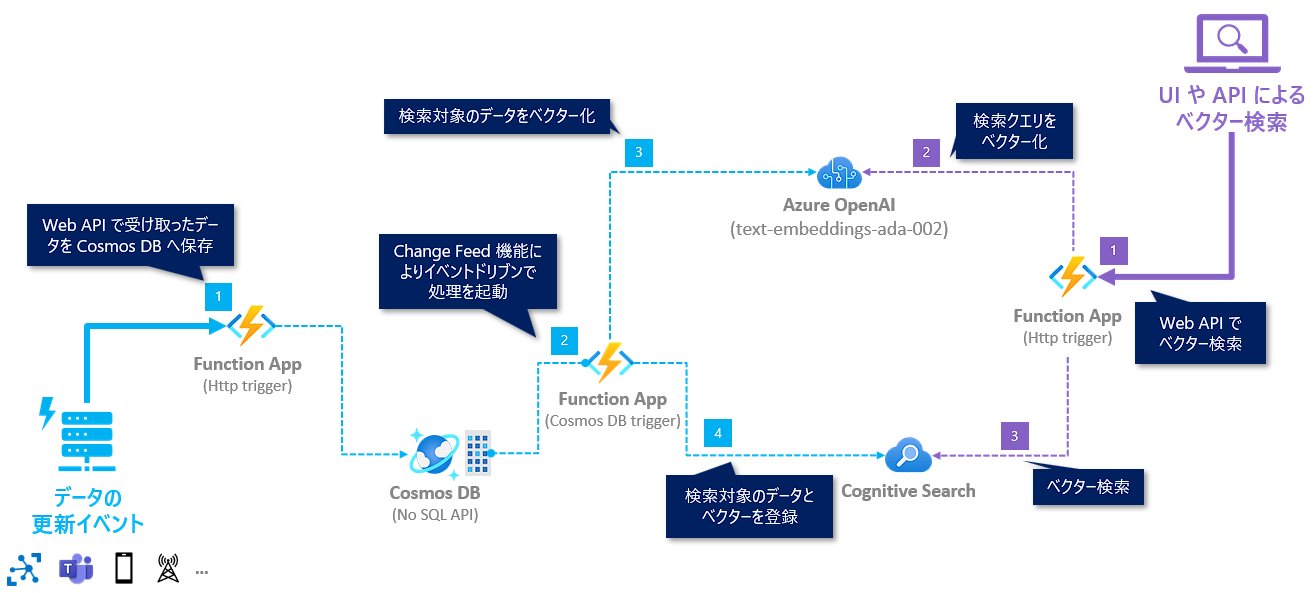 UI や API による
ベクター検索
検索対象のデータをベクター化
3
2
検索クエリを
ベクター化
Azure OpenAI
(text-embeddings-ada-002)
Web API で受け取ったデー
タを Cosmos DB へ保存
1
Change Feed 機能に
よりイベントドリブンで
処理を起動
2
1
Function App
(Http trigger)
Web API で
ベクター検索
Function App
(Http trigger)
Function App
(Cosmos DB trigger)
4
3
Cosmos DB
(No SQL API)
検索対象のデータと
ベクターを登録
Cognitive Search
ベクター検索
データの
更新イベント
T
...